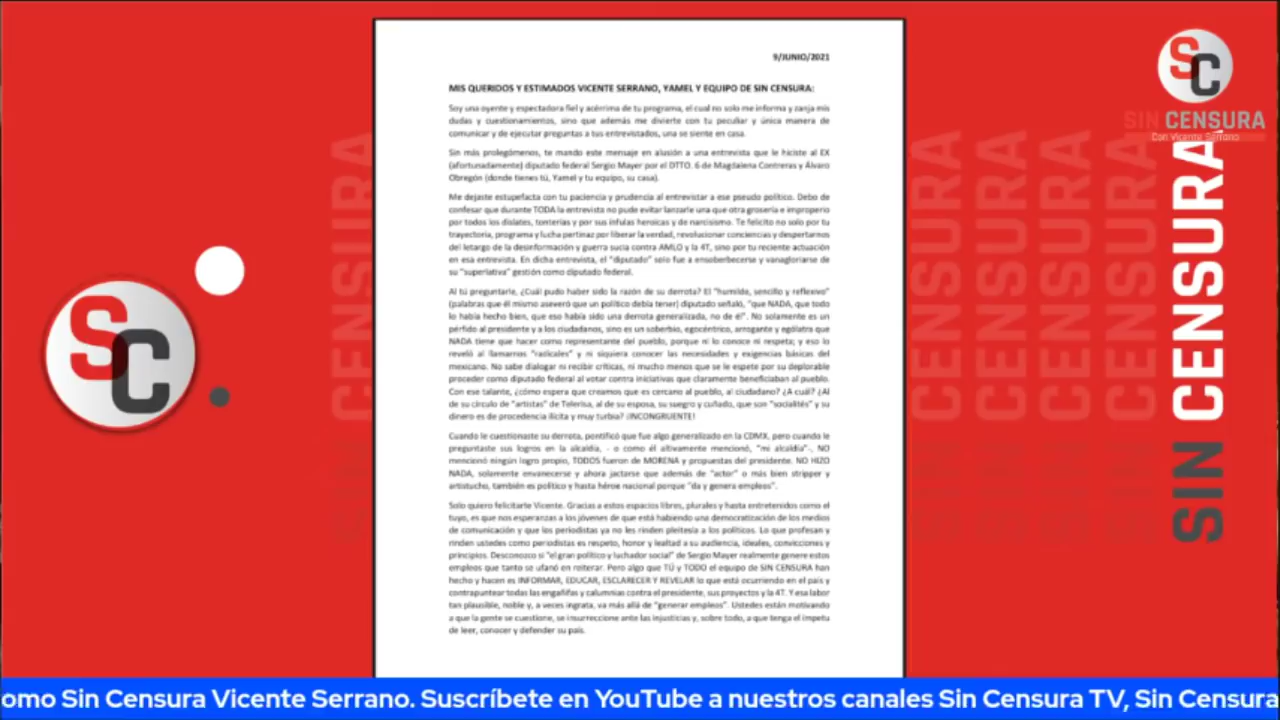 9/JUNIO/2021
MIS QUERIDOS Y ESTIMADOS VICENTE SERRANO, YAMEL Y EQUIPO DE SIN CENSURA:
Soy una oyente y espectadora fiel y acérrima de tu programa, el cual no solo me informa y zanja mis
dudas y cuestionamientos, sino que además me divierte con tu peculiar y única manera de
comunicar y de ejecutar preguntas a tus entrevistados, una se siente en casa.
Sin más prolegómenos, te mando este mensaje en alusión a una entrevista que le hiciste al EX
(afortunadamente) diputado federal Sergio Mayer por el DTTO. 6 de Magdalena Contreras y Álvaro
Obregón (donde tienes tú, Yamel y tu equipo, su casa).
Me dejaste estupefacta con tu paciencia y prudencia al entrevistar a ese pseudo político. Debo de
confesar que durante TODA la entrevista no pude evitar lanzarle una que otra grosería e improperio
por todos los dislates, tonterías y por sus ínfulas heroicas y de narcisismo. Te felicito no solo por tu
trayectoria, programa y lucha pertinaz por liberar la verdad, revolucionar conciencias y despertarnos
del letargo de la desinformación y guerra sucia contra AMLO y la 4T, sino por tu reciente actuación
en esa entrevista. En dicha entrevista, el "diputado" solo fue a ensoberbecerse y vanagloriarse de
su "superlativa" gestión como diputado federal.
Al tú preguntarle, ¿Cuál pudo haber sido la razón de su derrota? El "humilde, sencillo y reflexivo"
(palabras que él mismo aseveró que un político debía tener) diputado señaló, "que NADA, que todo
lo había hecho bien, que eso había sido una derrota generalizada, no de él". No solamente es un
pérfido al presidente y a los ciudadanos, sino es un soberbio, egocéntrico, arrogante y ególatra que
NADA tiene que hacer como representante del pueblo, porque ni lo conoce ni respeta; y eso lo
reveló al llamarnos "radicales" y ni siquiera conocer las necesidades y exigencias básicas del
mexicano. No sabe dialogar ni recibir críticas, ni mucho menos que se le espete por su deplorable
proceder como diputado federal al votar contra iniciativas que claramente beneficiaban al pueblo.
Con ese talante, ¿cómo espera que creamos que es cercano al pueblo, al ciudadano? ¿A cuál? ¿Al
de su círculo de "artistas" de Telerisa, al de su esposa, su suegro y cuñado, que son "socialités" y su
dinero es de procedencia ilícita y muy turbia? ¡INCONGRUENTE!
Cuando le cuestionaste su derrota, pontificó que fue algo generalizado en la CDMX, pero cuando le
preguntaste sus logros en la alcaldía, - o como él altivamente mencionó, "mi alcaldía"-, NO
mencionó ningún logro propio, TODOS fueron de MORENA y propuestas del presidente. NO HIZO
NADA, solamente envanecerse y ahora jactarse que además de "actor" o más bien stripper y
artistucho, también es político y hasta héroe nacional porque "da y genera empleos".
Solo quiero felicitarte Vicente. Gracias a estos espacios libres, plurales y hasta entretenidos como el
tuyo, es que nos esperanzas a los jóvenes de que está habiendo una democratización de los medios
de comunicación y que los periodistas ya no les rinden pleitesía a los políticos. Lo que profesan y
rinden ustedes como periodistas es respeto, honor y lealtad a su audiencia, ideales, convicciones y
principios. Desconozco si "el gran político y luchador social" de Sergio Mayer realmente genere estos
empleos que tanto se ufanó en reiterar. Pero algo que TÚ y TODO el equipo de SIN CENSURA han
hecho y hacen es INFORMAR, EDUCAR, ESCLARECER Y REVELAR lo que está ocurriendo en el país y
contrapuntear todas las engañifas y calumnias contra el presidente, sus proyectos y la 4T. Y esa labor
tan plausible, noble y, a veces ingrata, va más allá de "generar empleos". Ustedes están motivando
a que la gente se cuestione, se insurreccione ante las injusticias y, sobre todo, a que tenga el ímpetu
de leer, conocer y defender su país.
SC
SC
SIN CENSURA
Con Vicente Serrano
SIN CENSURA
CENSURA
CENSURA
CENSURA
CENSURA
SIN CENSURA
omo Sin Censura Vicente Serrano. Suscríbete en YouTube a nuestros canales Sin Censura TV, Sin Censura